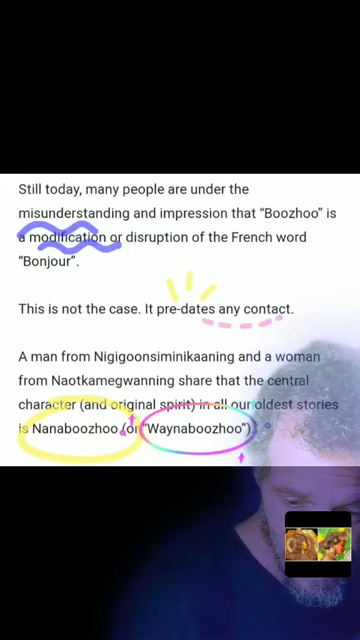 Still today, many people are under the
misunderstanding and impression that “Boozhoo” is
a modification or disruption of the French word
“Bonjour”.
This is not the case. It pre-dates any contact.
A man from Nigigoonsiminikaaning and a woman
from Naotkamegwanning share that the central
character (and original spirit) in all our oldest stories
is Nanaboozhoo (or “Waynaboozhoo”)